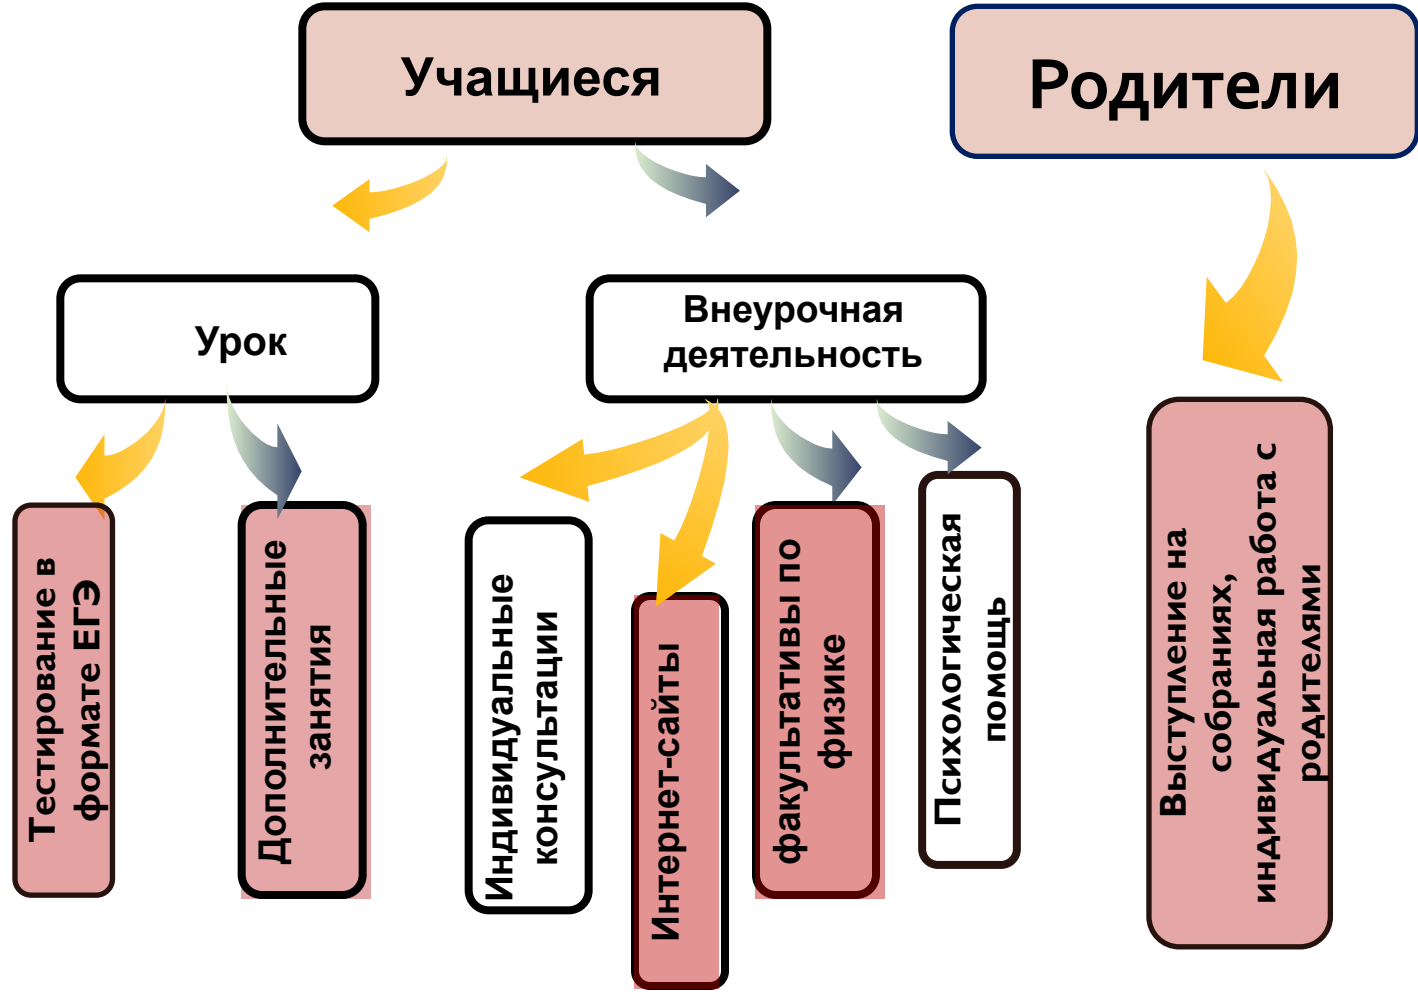 Учащиеся
Родители
Урок
Внеурочная
деятельность
Тестирование в
формате ЕГЭ
Дополнительные
занятия
Индивидуальные
консультации
Интернет-сайты
факультативы по
физике
Психологическая
помощь
Выступление на
собраниях,
индивидуальная работа с
родителями